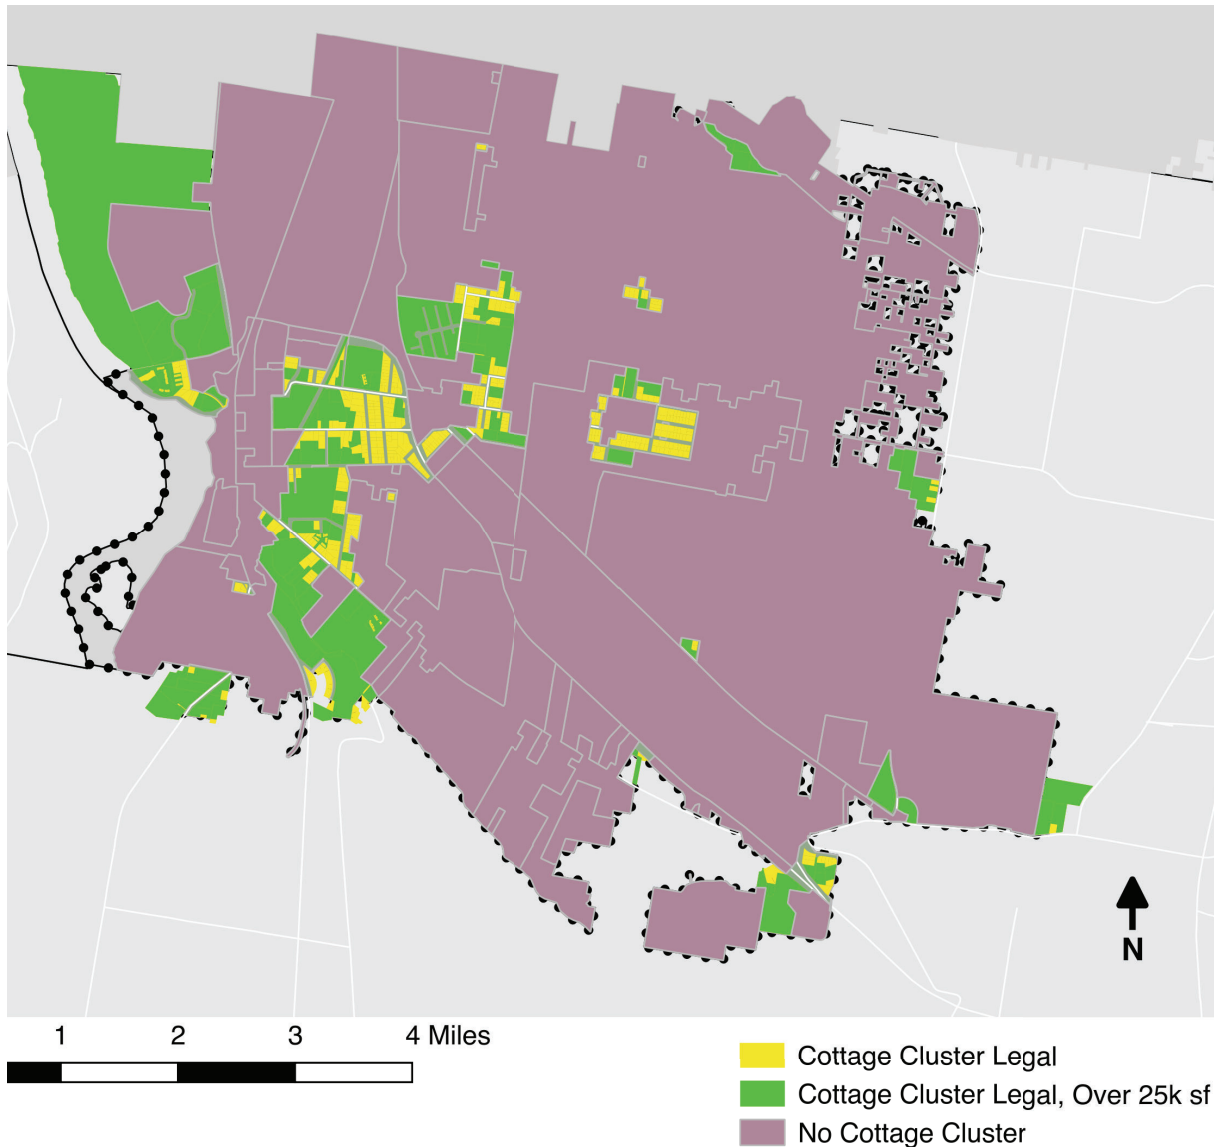 N
1 2 3 4 Miles
Cottage Cluster Legal
Cottage Cluster Legal, Over 25k sf
No Cottage Cluster